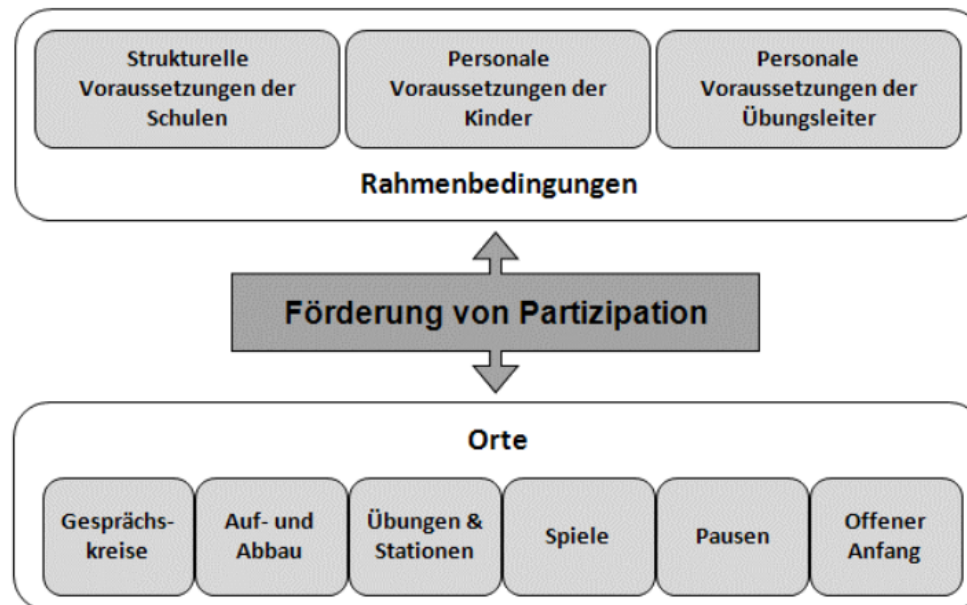 Strukturelle
Voraussetzungen der
Schulen
Personale
Voraussetzungen der
Kinder
Personale
Voraussetzungen der
Übungsleiter
Rahmenbedingungen
Förderung von Partizipation
Orte
Gesprächs-
kreise
Auf- und
Abbau
Übungen &
Stationen
Spiele
Pausen
Offener
Anfang